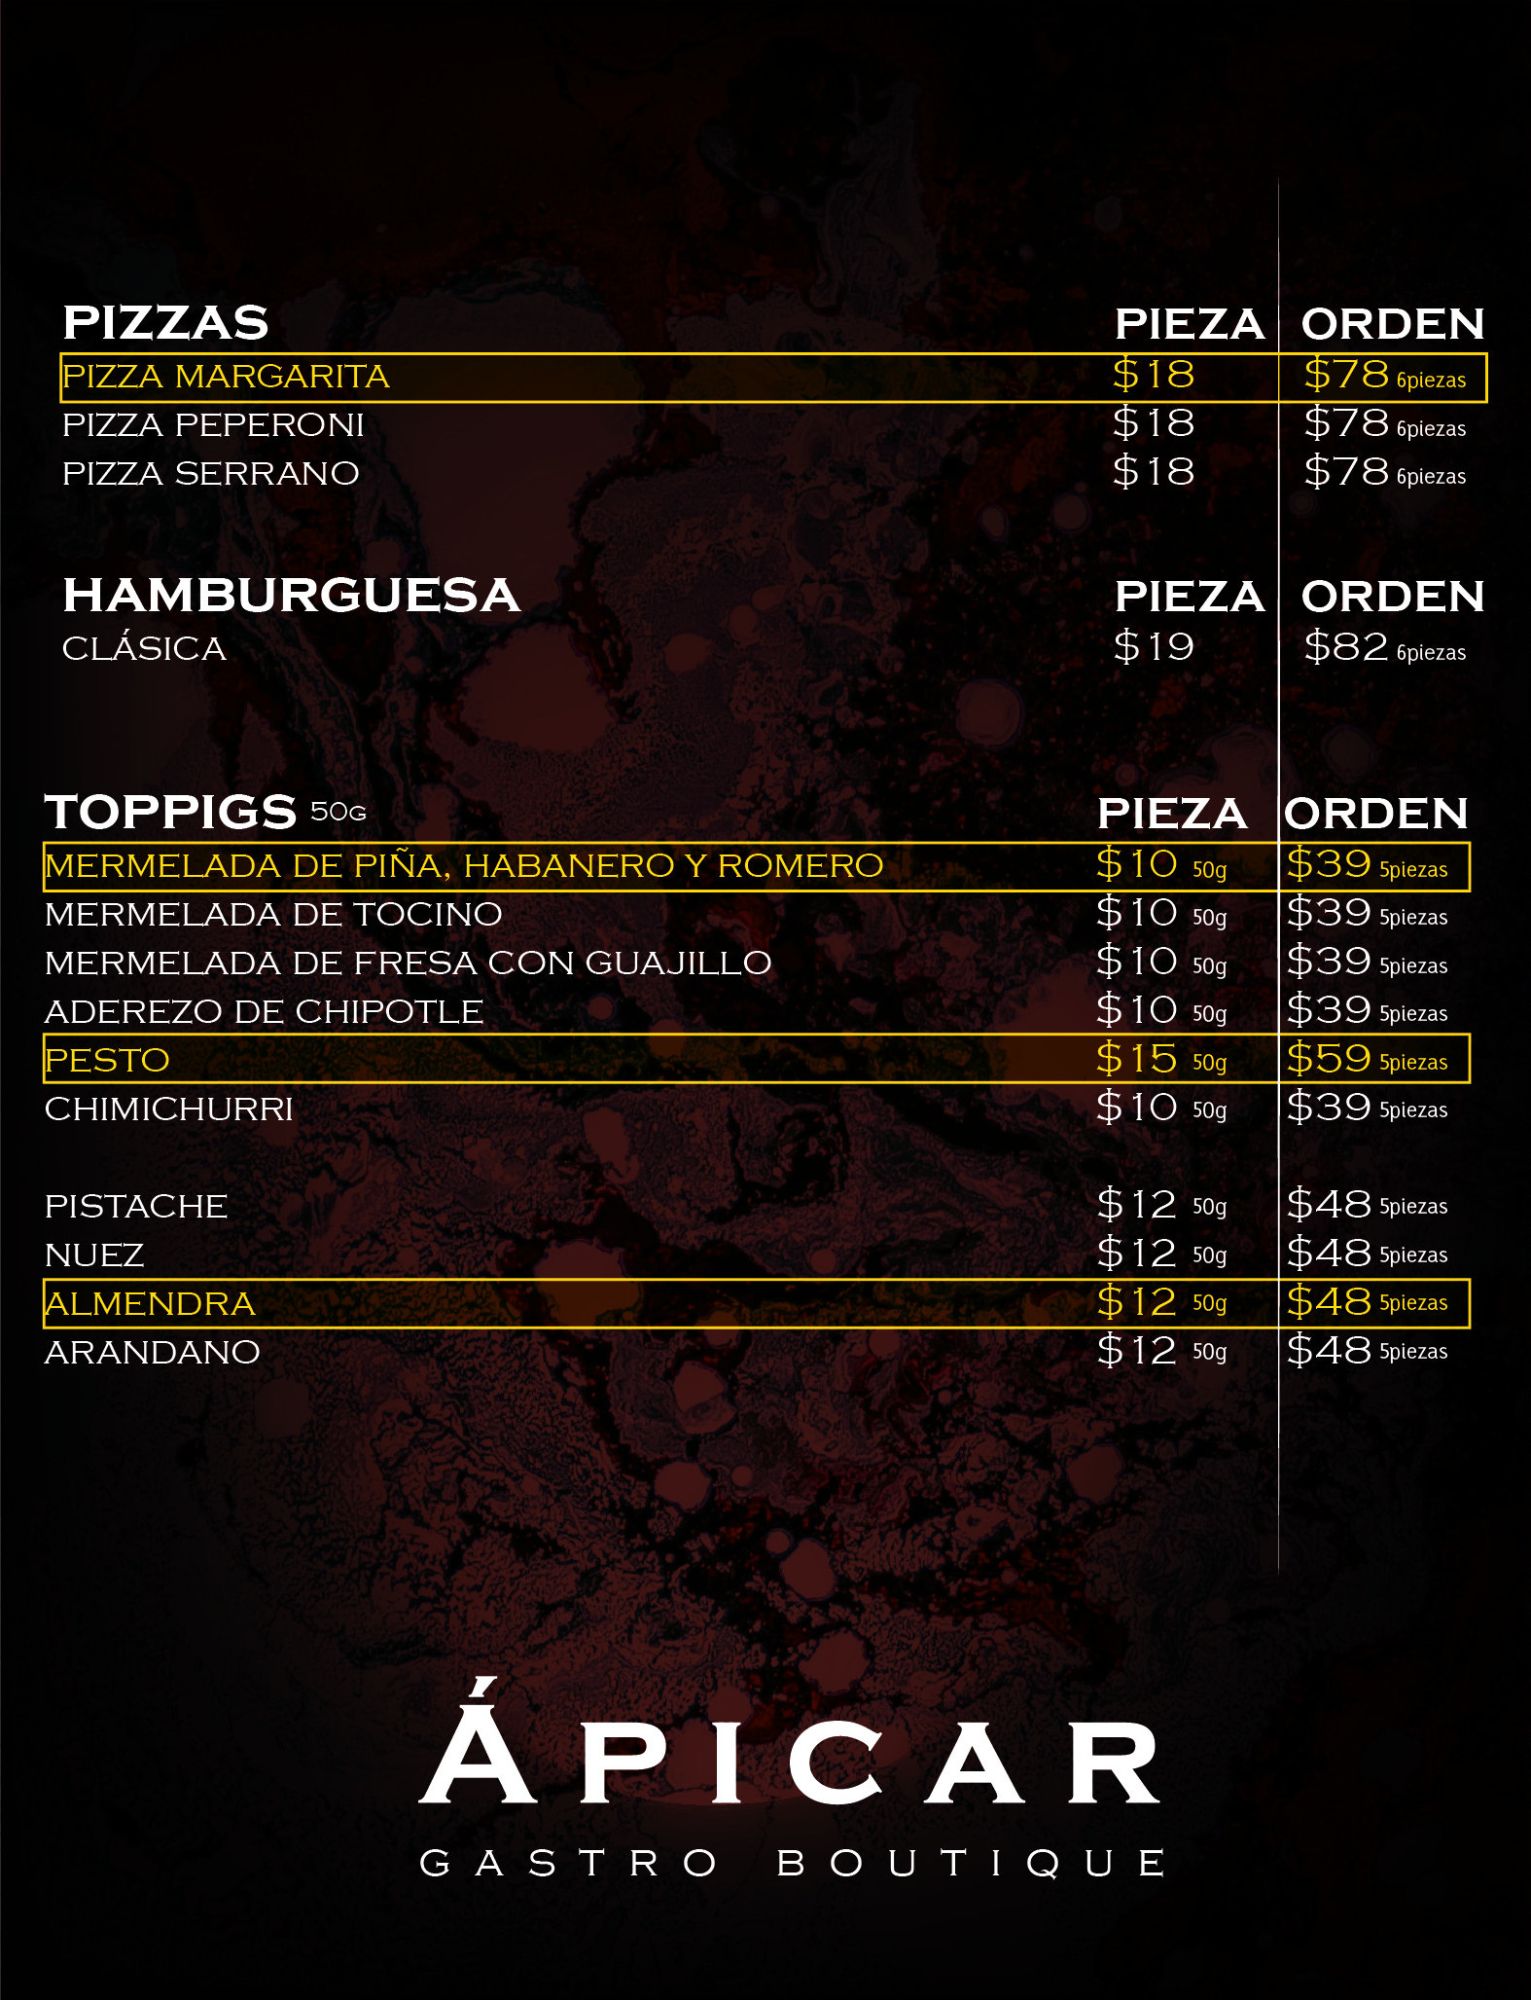 PIZZAS PIEZA ORDEN
PIZZA MARGARITA $18 $78 6piezas
PIZZA PEPERONI $18 $78 6piezas
PIZZA SERRANO $18 $78 6piezas
HAMBURGUESA PIEZA ORDEN
CLÁSICA $19 $82 6piezas
TOPPIGS 50G PIEZA ORDEN
MERMELADA DE PIÑA, HABANERO Y ROMERO $10 50g $39 5piezas
MERMELADA DE TOCINO $10 50g $39 5piezas
MERMELADA DE FRESA CON GUAJILLO $10 50g $39 5piezas
ADEREZO DE CHIPOTLE $10 50g $39 5piezas
PESTO $15 50g $59 5piezas
CHIMICHURRI $10 50g $39 5piezas
PISTACHE $12 50g $48 5piezas
NUEZ $12 50g $48 5piezas
ALMENDRA $12 50g $48 5piezas
ARANDANO $12 50g $48 5piezas
ÁPICAR
GASTRO BOUTIQUE